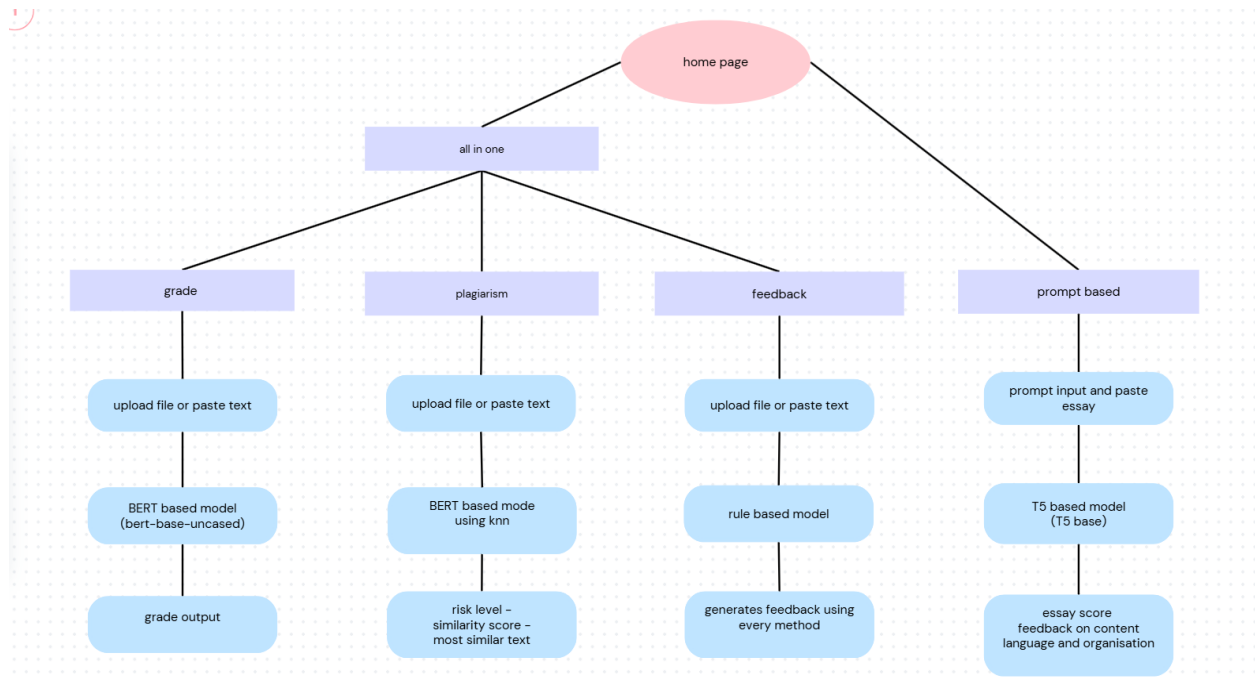 home page
all in one
grade
plagiarism
feedback
prompt based
upload file or paste text
upload file or paste text
upload file or paste text
prompt input and paste
essay
BERT based model
(bert-base-uncased)
BERT based mode
using knn
rule based model
T5 based model
(T5 base)
grade output
risk level -
similarity score -
most similar text
generates feedback using
every method
essay score
feedback on content
language and organisation